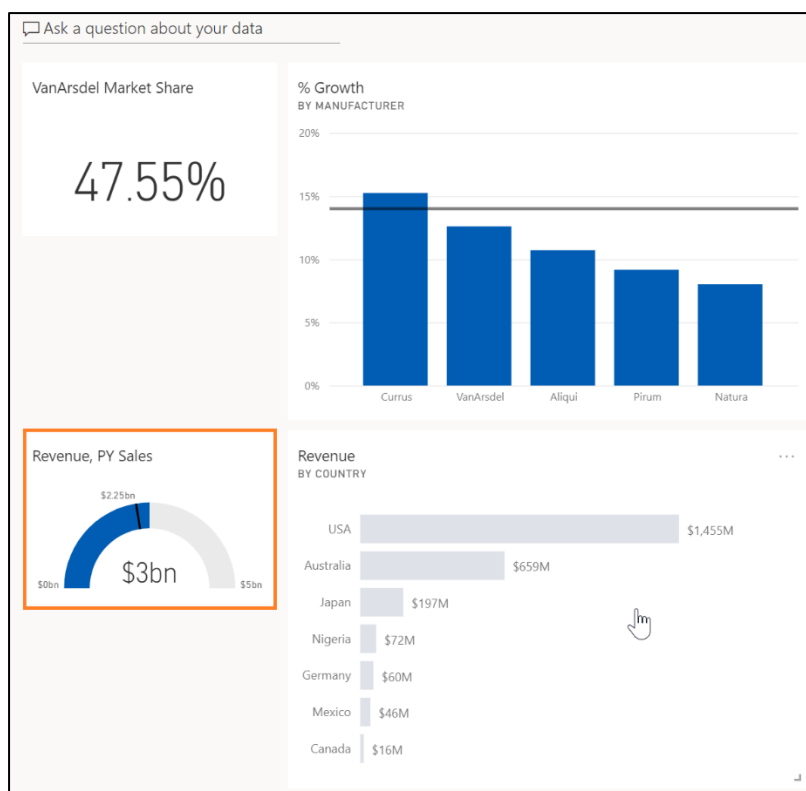 Ask a question about your data
VanArsdel Market Share
47.55%
% Growth
BY MANUFACTURER
20%
15%
10%
5%
0%
Currus VanArsdel Aliqui Pirum Natura
Revenue, PY Sales
$2.25bn
$3bn
$0bn $5bn
Revenue
BY COUNTRY
USA $1,455M
Australia $659M
Japan $197M
Nigeria $72M
Germany $60M
Mexico $46M
Canada $16M